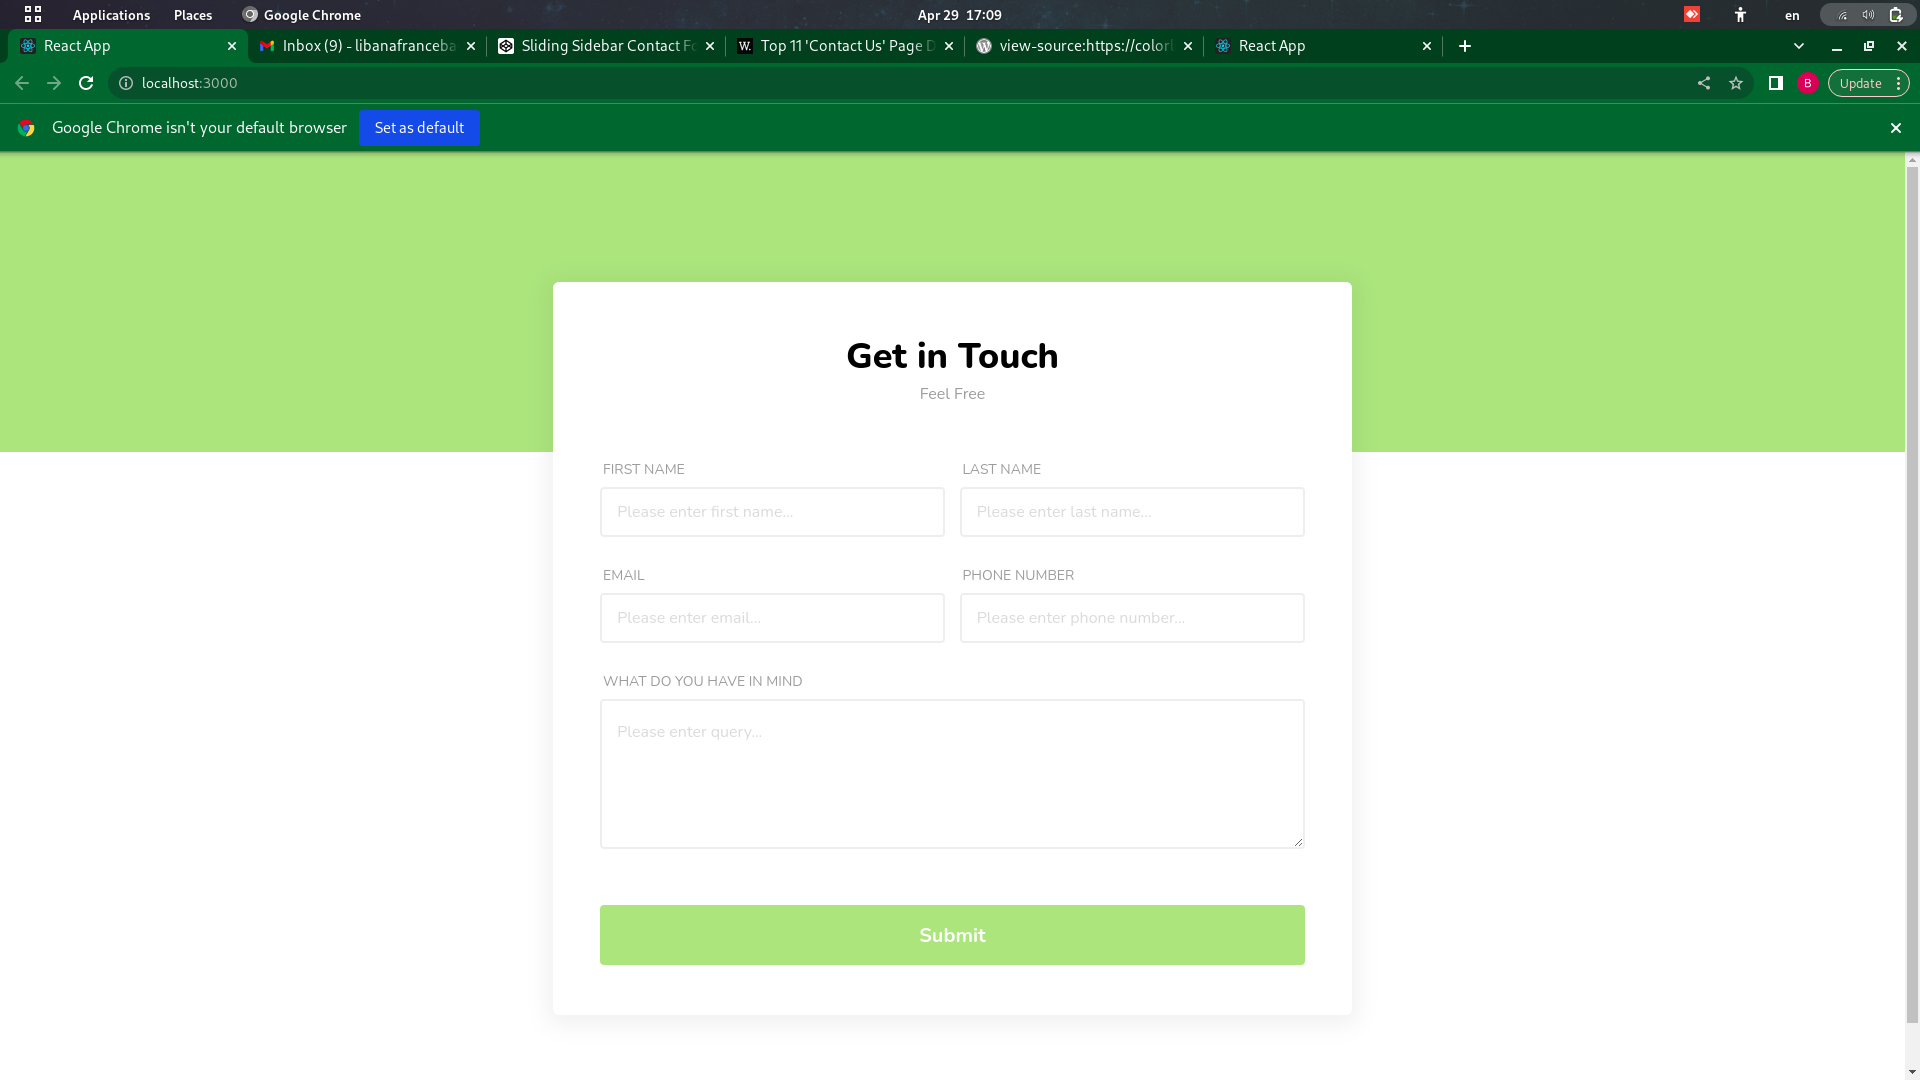 Applications Places Google Chrome Apr 29 17:09 en
React App Inbox (9) - libanafranceba Sliding Sidebar Contact Fo Top 11 'Contact Us' Page D view-source:https://colorl React App
localhost:3000 B Update
Google Chrome isn't your default browser Set as default
Get in Touch
Feel Free
FIRST NAME LAST NAME
Please enter first name... Please enter last name...
EMAIL PHONE NUMBER
Please enter email... Please enter phone number...
WHAT DO YOU HAVE IN MIND
Please enter query...
Submit